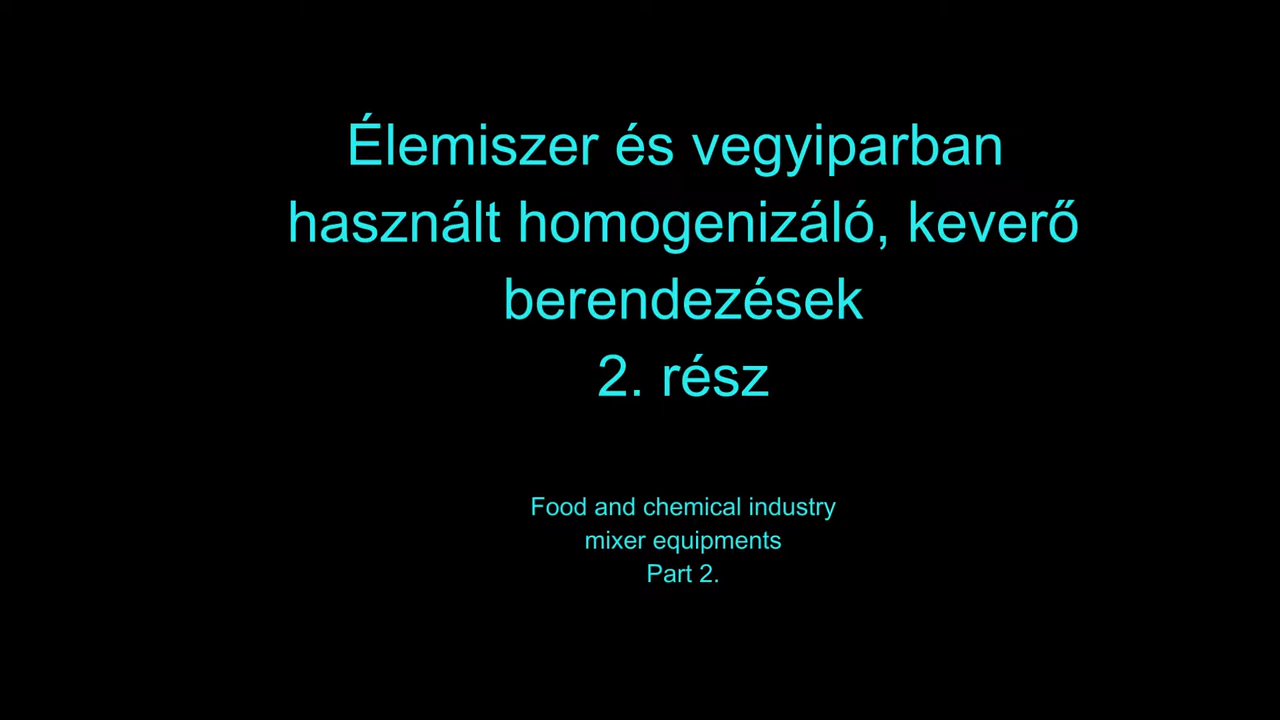 Élemiszer és vegyiparban
használt homogenizáló, keverő
berendezések
2. rész
Food and chemical industry
mixer equipments
Part 2.